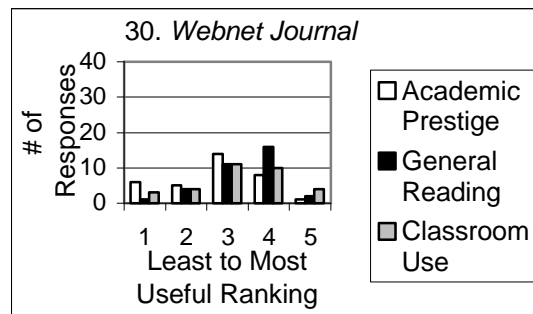 30. Webnet Journal
# of
Responses
40
30
20
10
0
1 2 3 4 5
Least to Most
Useful Ranking
Academic
Prestige
General
Reading
Classroom
Use